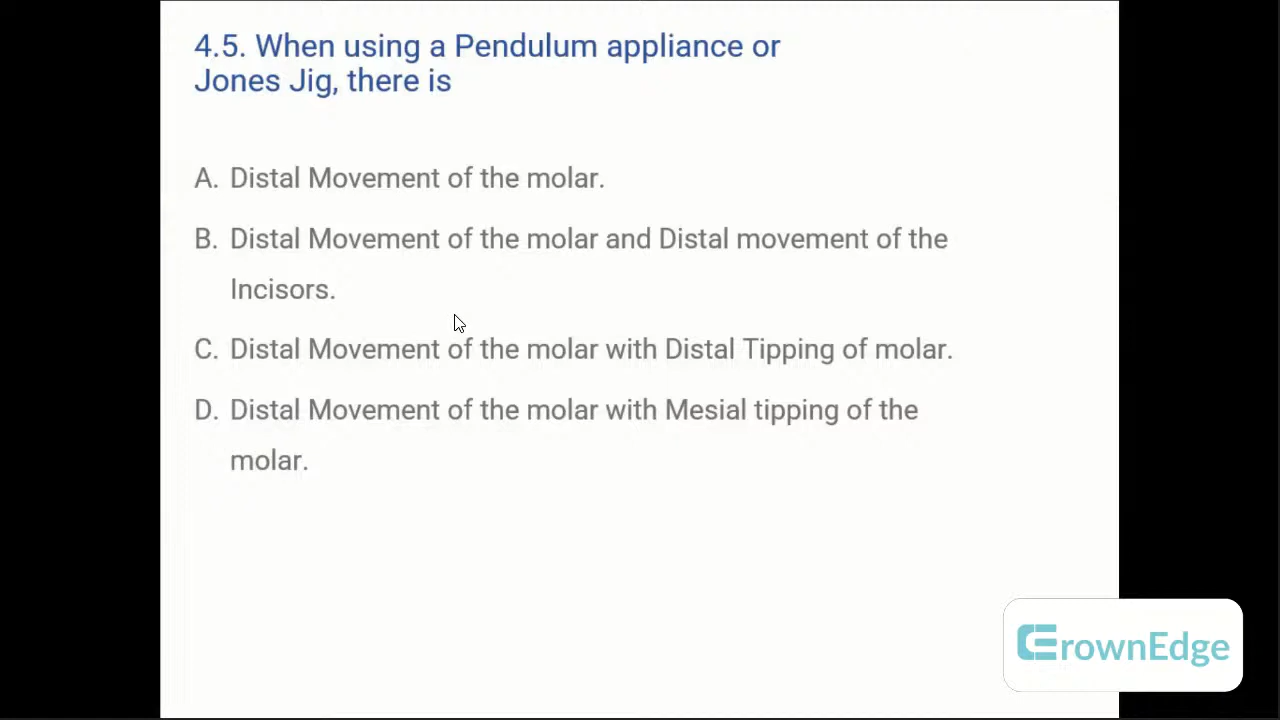 4.5. When using a Pendulum appliance or
Jones Jig, there is
A. Distal Movement of the molar.
B. Distal Movement of the molar and Distal movement of the
Incisors.
C. Distal Movement of the molar with Distal Tipping of molar.
D. Distal Movement of the molar with Mesial tipping of the
molar.
CrownEdge